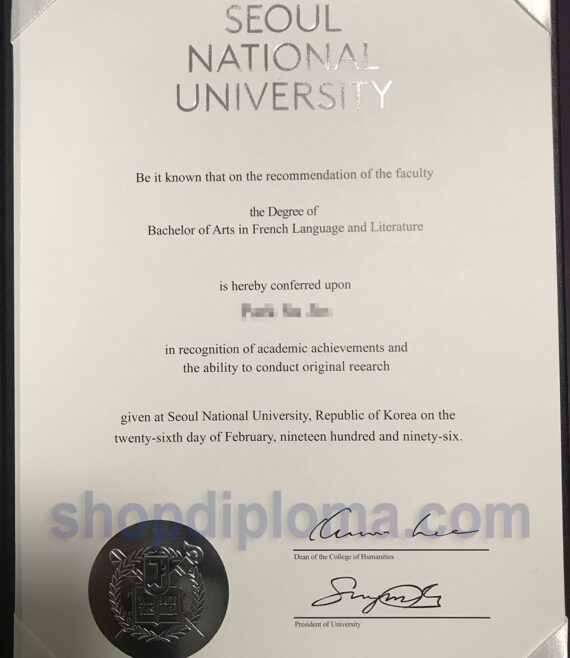 SEOUL
NATIONAL
UNIVERSITY
Be it known that on the recommendation of the faculty
the Degree of
Bachelor of Arts in French Language and Literature
is hereby conferred upon
in recognition of academic achievements and
the ability to conduct original reearch
given at Seoul National University, Republic of Korea on the
twenty-sixth day of February, nineteen hundred and ninety-six.
shopdiploma.com
Dean of the College of Humanities
President of University